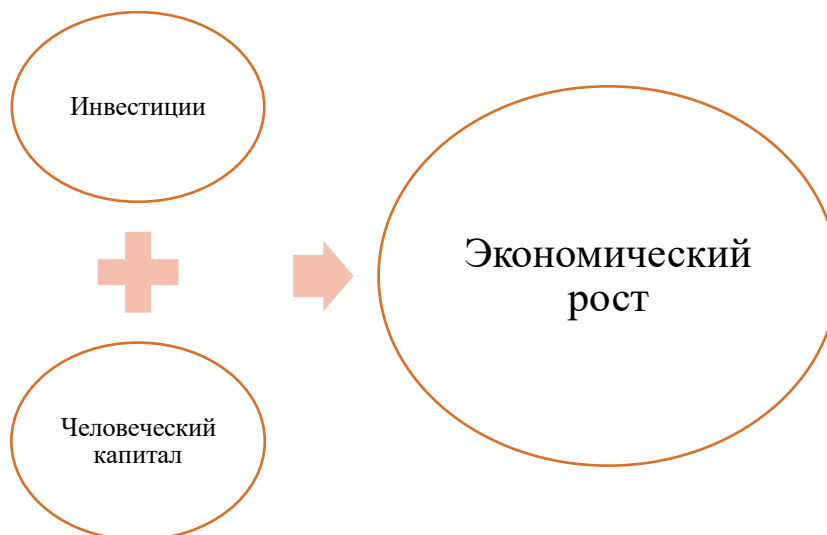 Инвестиции
Человеческий
капитал
Экономический
рост